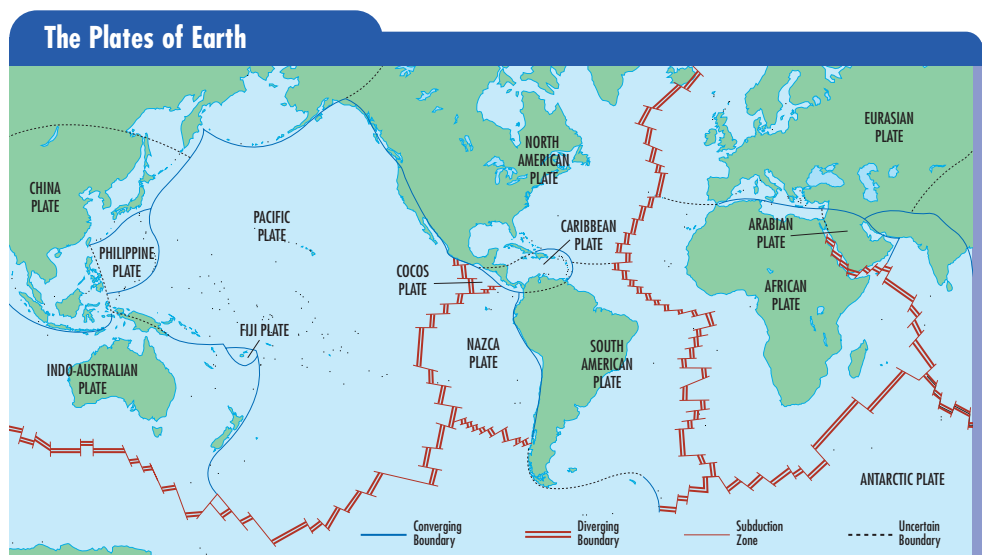 The Plates of Earth
EURASIAN
PLATE
NORTH
AMERICAN
PLATE
CHINA
PLATE
PACIFIC
PLATE
CARIBBEAN
PLATE
ARABIAN
PLATE
PHILIPPINE
PLATE
COCOS
PLATE
AFRICAN
PLATE
FIJI PLATE
NAZCA
PLATE
SOUTH
AMERICAN
PLATE
INDO-AUSTRALIAN
PLATE
ANTARCTIC PLATE
Converging
Boundary
Diverging
Boundary
Subduction
Zone
Uncertain
Boundary